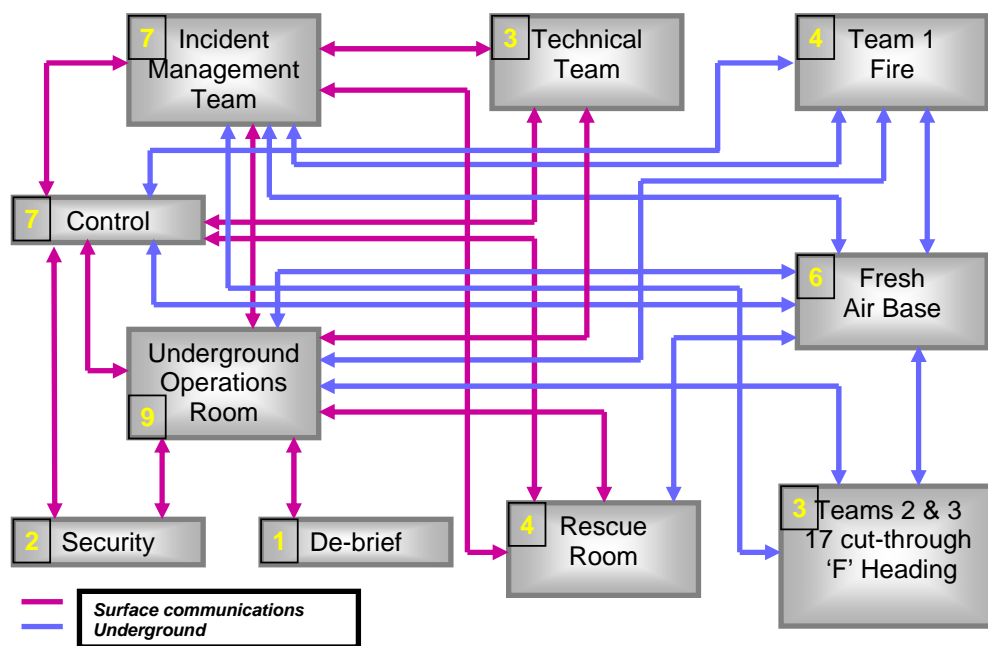 7
Incident
Management
Team
3
Technical
Team
4
Team 1
Fire
7
Control
6
Fresh
Air Base
Underground
Operations
Room
9
2
Security
1
De-brief
4
Rescue
Room
3
Teams 2 & 3
17 cut-through
‘F’ Heading
Surface communications
Underground